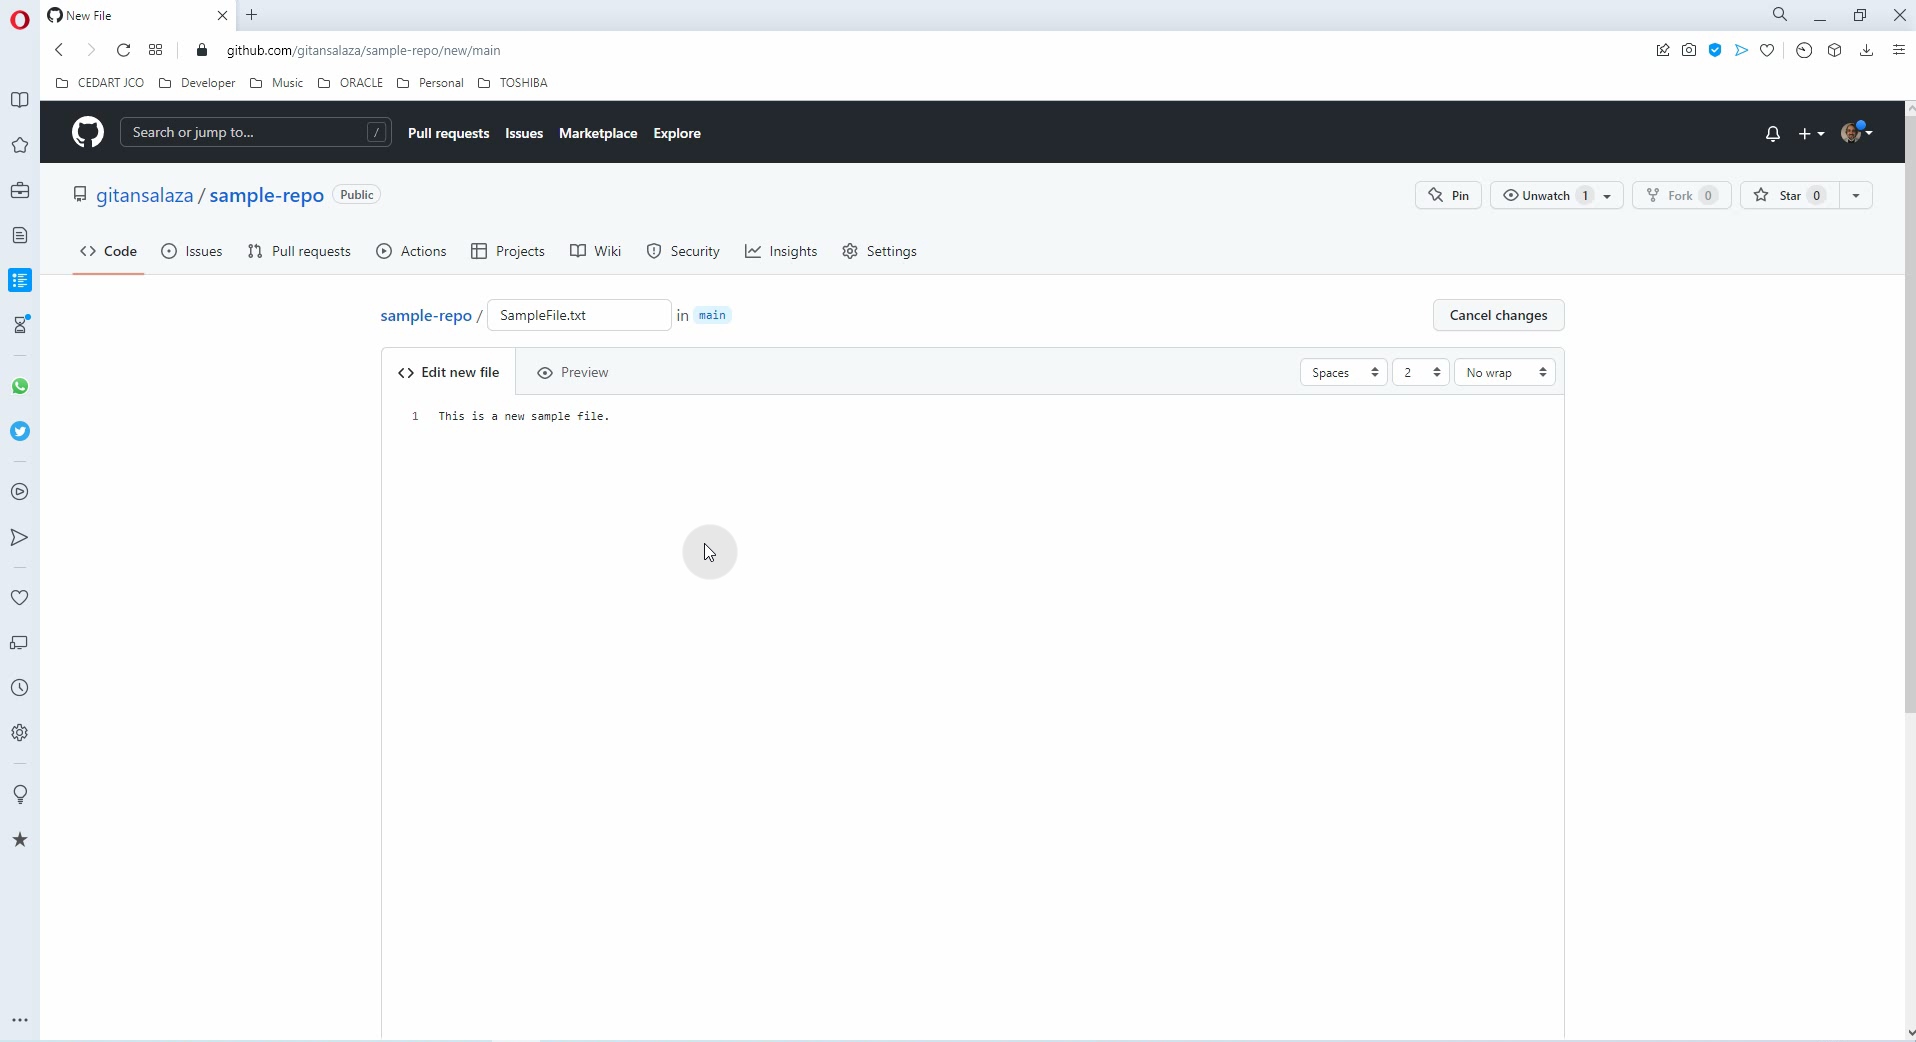 New File
github.com/gitansalaza/sample-repo/new/main
CEDART JCO Developer Music ORACLE Personal TOSHIBA
Search or jump to... / Pull requests Issues Marketplace Explore
gitansalaza / sample-repo Public Pin Unwatch 1 Fork 0 Star 0
Code Issues Pull requests Actions Projects Wiki Security Insights Settings
sample-repo / SampleFile.txt in main Cancel changes
Edit new file Preview Spaces 2 No wrap
1 This is a new sample file.